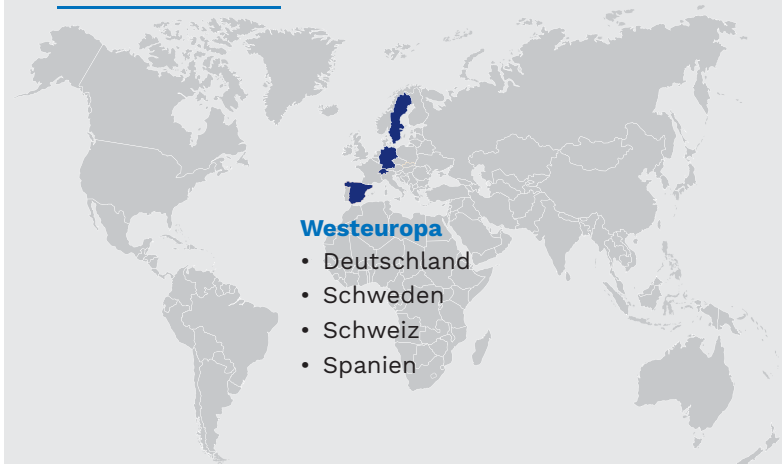 Westeuropa
• Deutschland
• Schweden
• Schweiz
• Spanien